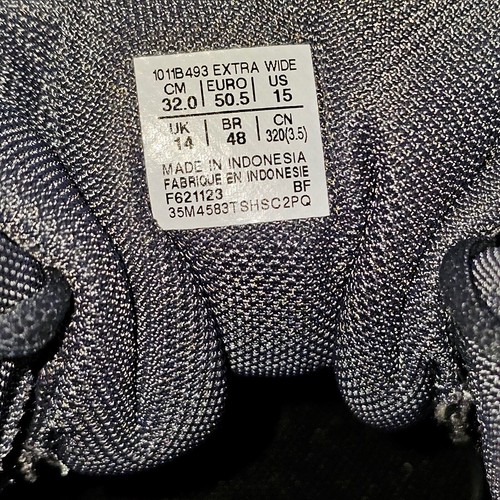 1011B493 EXTRA WIDE
CM EURO US
32.0 50.5 15
UK BR CN
14 48 320(3.5)
MADE IN INDONESIA
FABRIQUE EN INDONESIE
F621123 BF
35M4583TSHSC2PQ